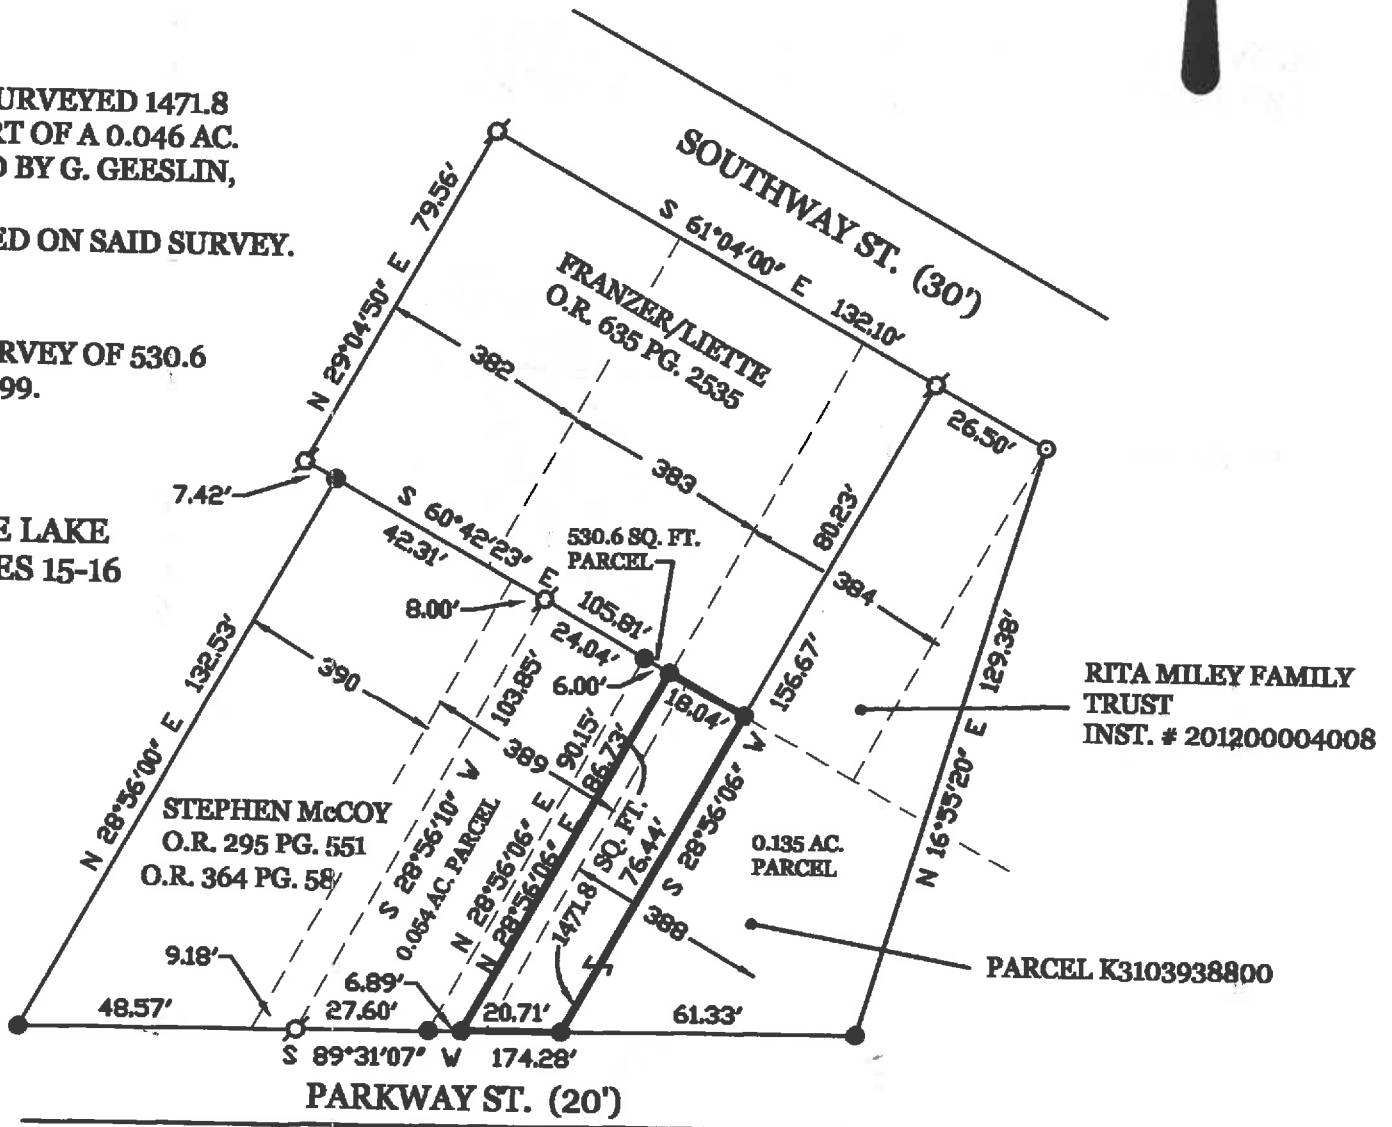 URVEYED 1471.8
RT OF A 0.046 AC.
D BY G. GEESLIN,
ED ON SAID SURVEY.
RVEY OF 530.6
99.
E LAKE
ES 15-16
SOUTHWAY ST. (30')
S 61°04'00" E 132.10'
26.50'
N 29°04'50" E 79.56'
FRANZER/LIETTE
O.R. 635 PG. 2535
382
383
384
80.23'
156.67'
7.42'
S 60°42'23" E
105.81'
42.31'
8.00'
24.04'
530.6 SQ. FT.
PARCEL
6.00'
18.04'
N 28°56'00" E 132.53'
390
389
388
103.85'
90.15'
86.73'
76.44'
S 28°56'10" W
0.054 AC. PARCEL
N 28°56'06" E
N 28°56'06" E
1471.8 SQ. FT.
S 28°56'06" W
STEPHEN McCOY
O.R. 295 PG. 551
O.R. 364 PG. 58
0.135 AC.
PARCEL
N 16°55'20" E 129.38'
RITA MILEY FAMILY
TRUST
INST. # 201200004008
PARCEL K3103938800
9.18'
6.89'
48.57'
27.60'
20.71'
61.33'
S 89°31'07" W 174.28'
PARKWAY ST. (20')